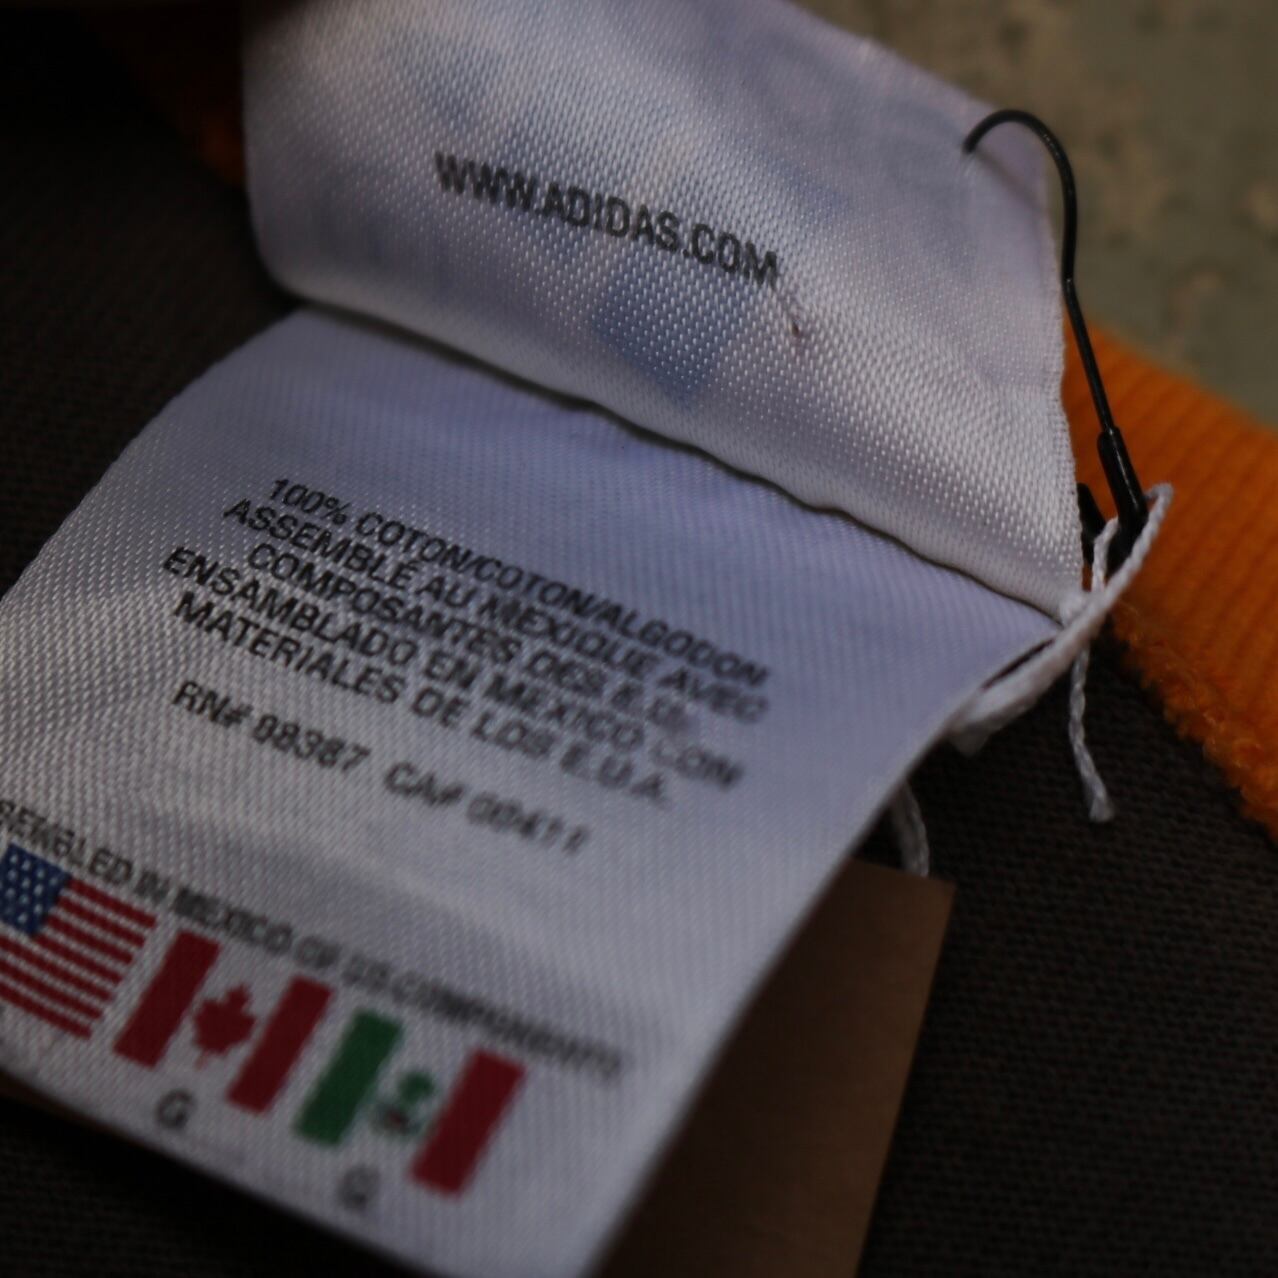 WWW.ADIDAS.COM
100% COTON/COTON/ALGODON
ASSEMBLÉ AU MEXIQUE AVEC
COMPOSANTES DES É.U.
ENSAMBLADO EN MEXICO CON
MATERIALES DE LOS E.U.A.
RN# 98387 CA# 00411
SEMBLED IN MEXICO OF US COMPONENTS
G
G